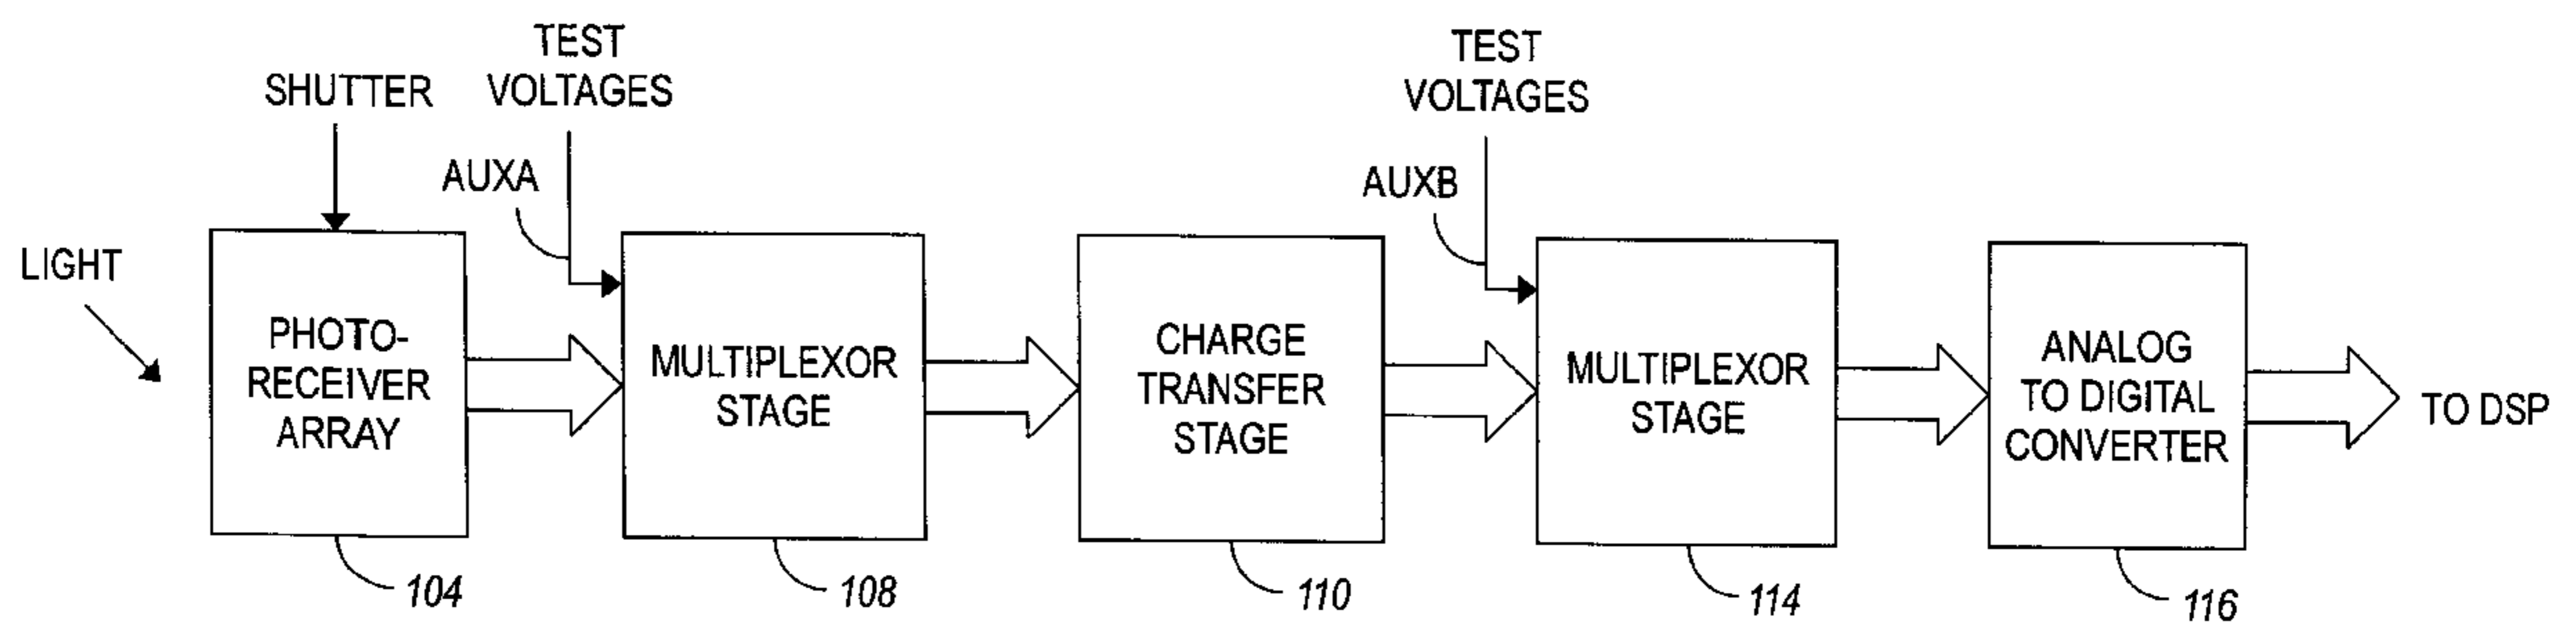 SHUTTER
TEST
VOLTAGES
AUXA
TEST
VOLTAGES
AUXB
LIGHT
PHOTO-
RECEIVER
ARRAY
MULTIPLEXOR
STAGE
CHARGE
TRANSFER
STAGE
MULTIPLEXOR
STAGE
ANALOG
TO DIGITAL
CONVERTER
TO DSP
104
108
110
114
116